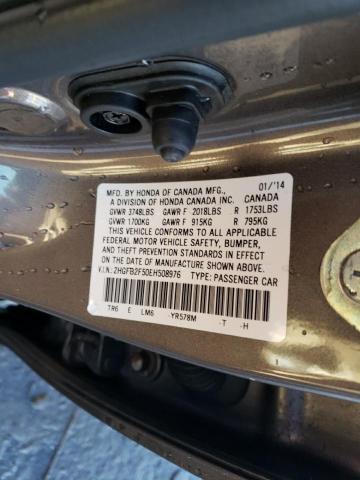 MFD. BY HONDA OF CANADA MFG., 01/'14
A DIVISION OF HONDA CANADA INC. CANADA
GVWR 3748LBS GAWR F 2018LBS R 1753LBS
GVWR 1700KG GAWR F 915KG R 795KG
THIS VEHICLE CONFORMS TO ALL APPLICABLE
FEDERAL MOTOR VEHICLE SAFETY, BUMPER,
AND THEFT PREVENTION STANDARDS IN EFFECT
ON THE DATE OF MANUFACTURE SHOWN ABOVE.
V.I.N.: 2HGFB2F50EH508976 TYPE: PASSENGER CAR
TR6 E LM6 -YR578M -T -H